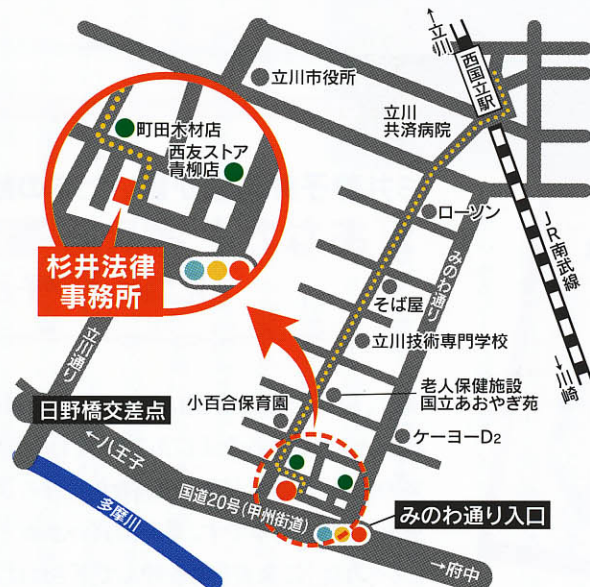 ↑立川
西国立駅
立川市役所
立川
共済病院
町田木材店
西友ストア
青柳店
ローソン
みのわ通り
JR南武線
杉井法律
事務所
そば屋
立川通り
立川技術専門学校
→川崎
老人保健施設
国立あおやぎ苑
小百合保育園
日野橋交差点
ケーヨーD2
←八王子
国道20号(甲州街道)
みのわ通り入口
多摩川
→府中